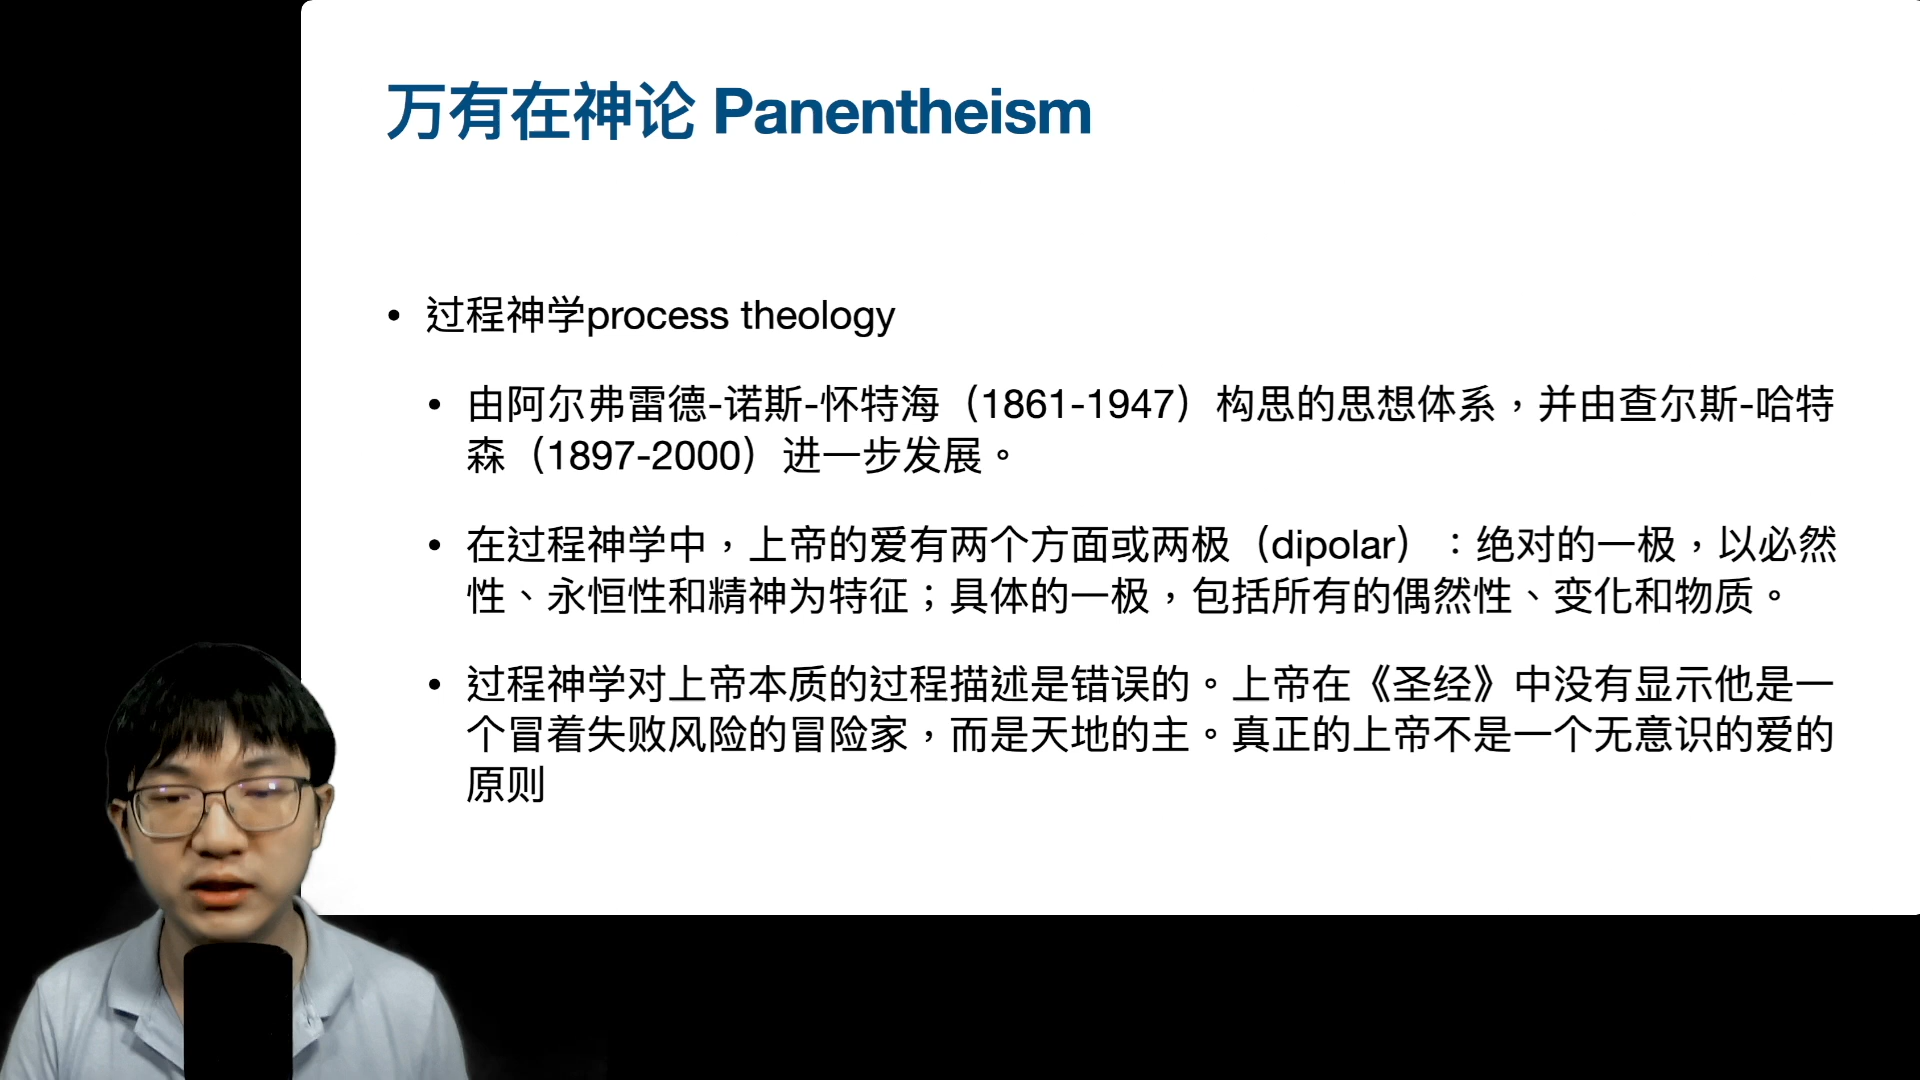 万有在神论 Panentheism
• 过程神学process theology
• 由阿尔弗雷德-诺斯-怀特海（1861-1947）构思的思想体系，并由查尔斯-哈特
森（1897-2000）进一步发展。
• 在过程神学中，上帝的爱有两个方面或两极（dipolar）：绝对的一极，以必然
性、永恒性和精神为特征；具体的一极，包括所有的偶然性、变化和物质。
• 过程神学对上帝本质的过程描述是错误的。上帝在《圣经》中没有显示他是一
个冒着失败风险的冒险家，而是天地的主。真正的上帝不是一个无意识的爱的
原则